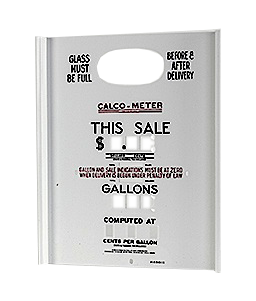 GLASS
MUST
BE FULL
BEFORE &
AFTER
DELIVERY
CALCO-METER
THIS SALE
$ .
GALLON AND SALE INDICATIONS MUST BE AT ZERO
WHEN DELIVERY IS BEGUN UNDER PENALTY OF LAW
GALLONS
COMPUTED AT
CENTS PER GALLON